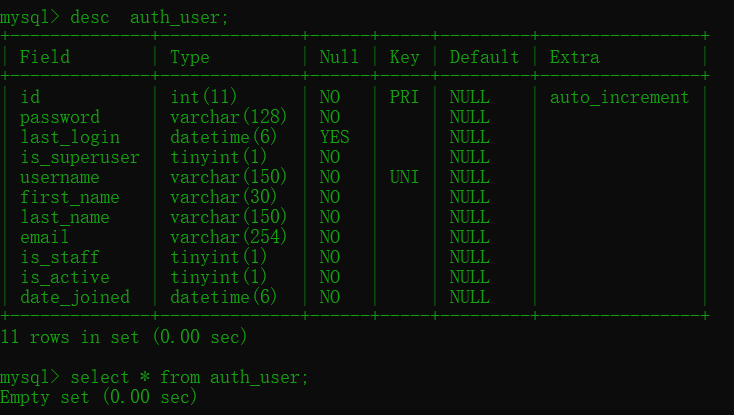 mysql> desc  auth_user;
+--------------+--------------+------+-----+---------+----------------+
| Field        | Type         | Null | Key | Default | Extra          |
+--------------+--------------+------+-----+---------+----------------+
| id           | int(11)      | NO   | PRI | NULL    | auto_increment |
| password     | varchar(128) | NO   |     | NULL    |                |
| last_login   | datetime(6)  | YES  |     | NULL    |                |
| is_superuser | tinyint(1)   | NO   |     | NULL    |                |
| username     | varchar(150) | NO   | UNI | NULL    |                |
| first_name   | varchar(30)  | NO   |     | NULL    |                |
| last_name    | varchar(150) | NO   |     | NULL    |                |
| email        | varchar(254) | NO   |     | NULL    |                |
| is_staff     | tinyint(1)   | NO   |     | NULL    |                |
| is_active    | tinyint(1)   | NO   |     | NULL    |                |
| date_joined  | datetime(6)  | NO   |     | NULL    |                |
+--------------+--------------+------+-----+---------+----------------+
11 rows in set (0.00 sec)
mysql> select * from auth_user;
Empty set (0.00 sec)